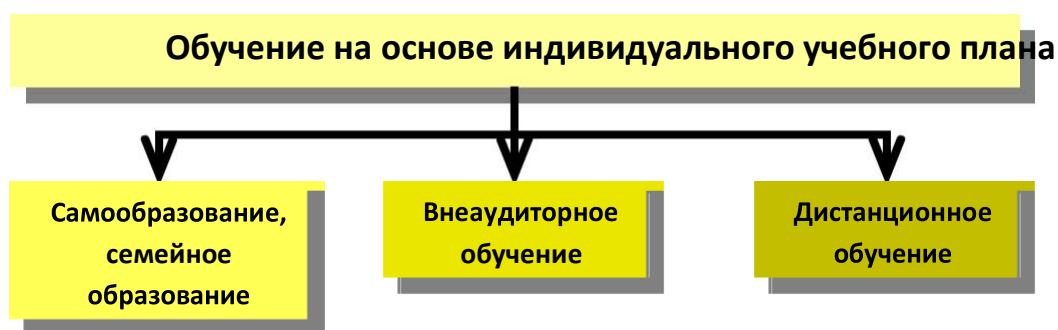 Обучение на основе индивидуального учебного плана
Самообразование,
семейное
образование
Внеаудиторное
обучение
Дистанционное
обучение